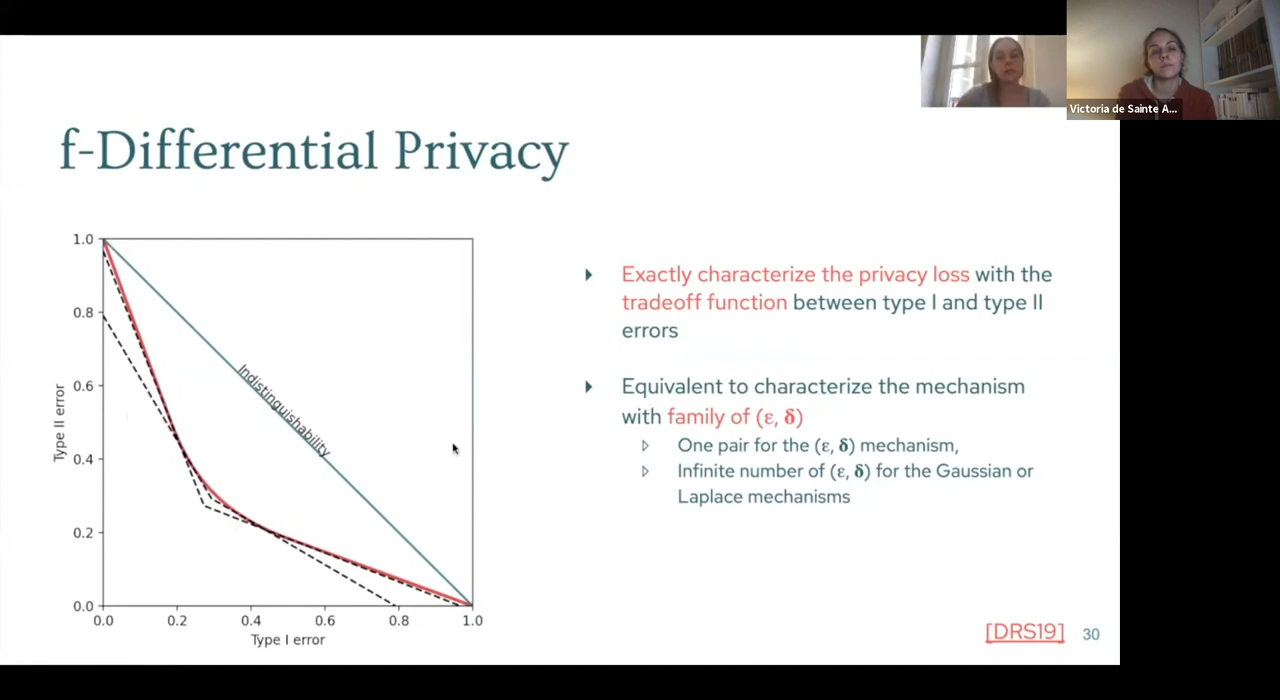 Victoria de Sainte A...
f-Differential Privacy
1.0
0.8
0.6
0.4
0.2
0.0
Type II error
Indistinguishability
0.0 0.2 0.4 0.6 0.8 1.0
Type I error
Exactly characterize the privacy loss with the
tradeoff function between type I and type II
errors
Equivalent to characterize the mechanism
with family of (ε, δ)
One pair for the (ε, δ) mechanism,
Infinite number of (ε, δ) for the Gaussian or
Laplace mechanisms
[DRS19] 30